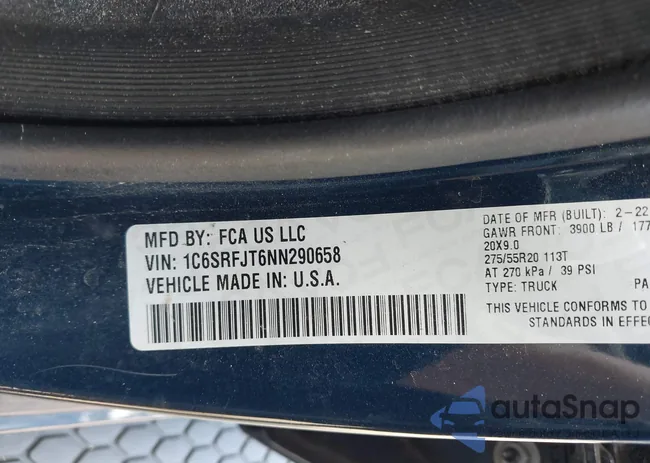 MFD BY: FCA US LLC
VIN: 1C6SRFJT6NN290658
VEHICLE MADE IN: U.S.A.
DATE OF MFR (BUILT): 2-22
GAWR FRONT: 3900 LB / 177
20X9.0
275/55R20 113T
AT 270 kPa / 39 PSI
TYPE: TRUCK PA
THIS VEHICLE CONFORMS TO
STANDARDS IN EFFEC
autoSnap